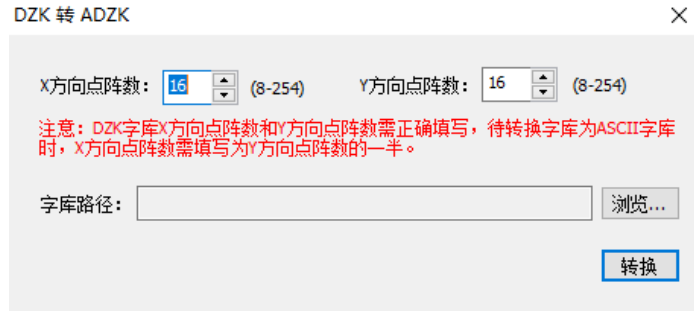 DZK 转 ADZK
X方向点阵数： 16 (8-254) Y方向点阵数： 16 (8-254)
注意：DZK字库X方向点阵数和Y方向点阵数需正确填写，待转换字库为ASCII字库
时，X方向点阵数需填写为Y方向点阵数的一半。
字库路径： 浏览...
转换